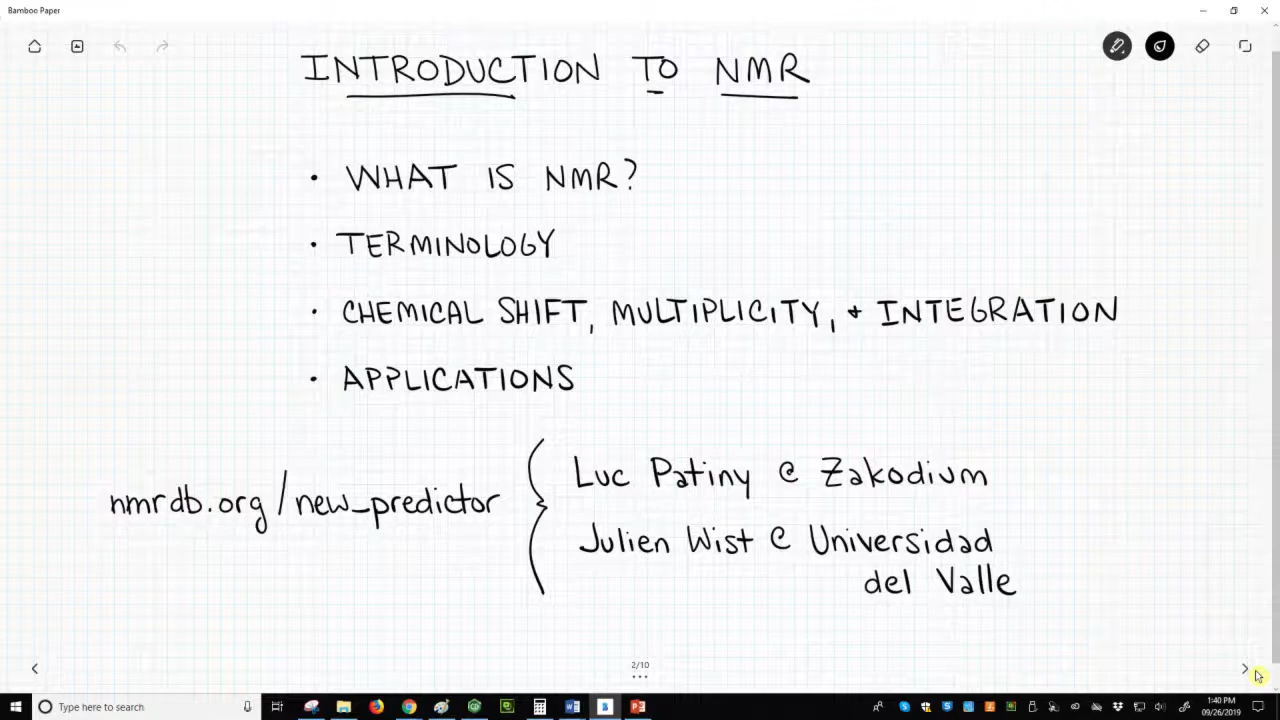 Bamboo Paper
INTRODUCTION TO NMR
• WHAT IS NMR?
• TERMINOLOGY
• CHEMICAL SHIFT, MULTIPLICITY, + INTEGRATION
• APPLICATIONS
nmrdb.org/new_predictor
Luc Patiny @ Zakodium
Julien Wist @ Universidad
del Valle
2/10
Type here to search
1:40 PM
09/26/2019